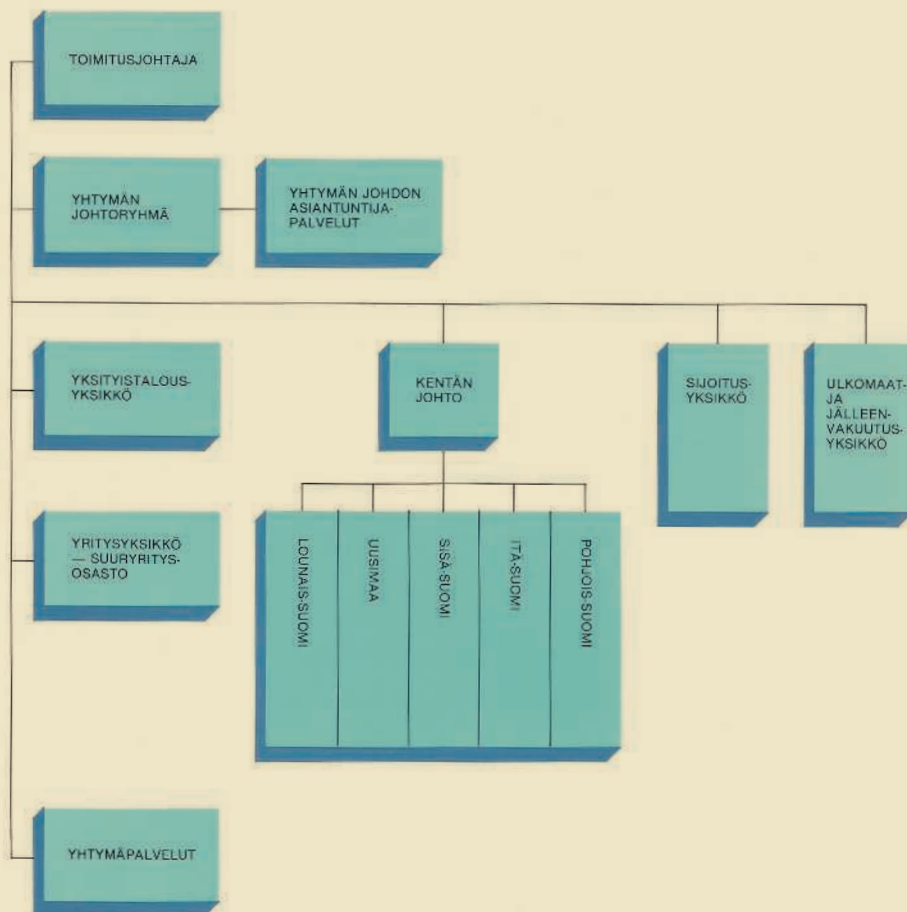 TOIMITUSJOHTAJA
YHTYMÄN
JOHTORYHMÄ
YHTYMÄN JOHDON
ASIANTUNTIJA-
PALVELUT
YKSITYISTALOUS-
YKSIKKÖ
KENTÄN
JOHTO
SIJOITUS-
YKSIKKÖ
ULKOMAAT-
JA
JÄLLEEN-
VAKUUTUS-
YKSIKKÖ
YRITYSYKSIKKÖ
— SUURYRITYS-
OSASTO
LOUNAIS-SUOMI
UUSIMAA
SISÄ-SUOMI
ITÄ-SUOMI
POHJOIS-SUOMI
YHTYMÄPALVELUT